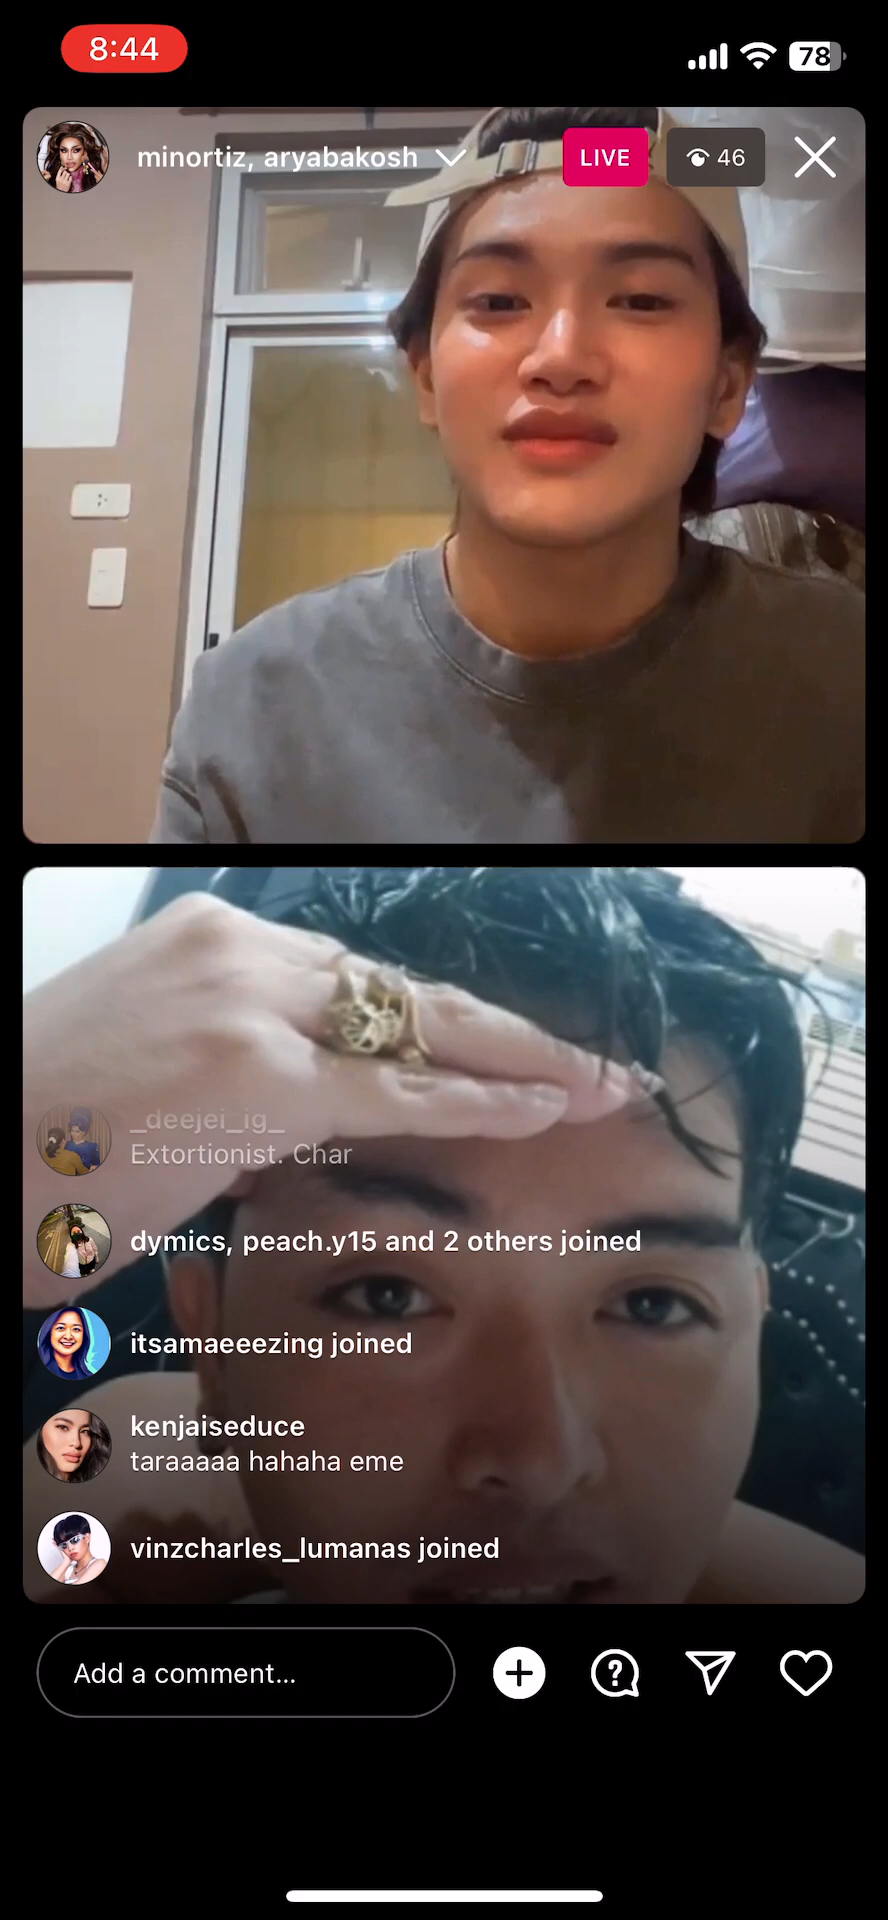 8:44
78
minortiz, aryabakosh
LIVE
46
_deejei_ig_
Extortionist. Char
dymics, peach.y15 and 2 others joined
itsamaeeezing joined
kenjaiseduce
taraaaaa hahaha eme
vinzcharles_lumanas joined
Add a comment...